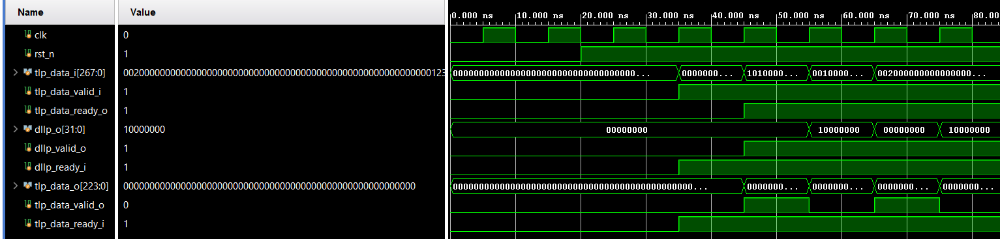 Name Value
0.000 ns 10.000 ns 20.000 ns 30.000 ns 40.000 ns 50.000 ns 60.000 ns 70.000 ns 80.00
clk 0
rst_n 1
tlp_data_i[267:0] 00200000000000000000000000000000000000000000000000000000000123 00000000000000000000000000000000000... 0000000... 1010000... 0010000... 002000000000000000...
tlp_data_valid_i 1
tlp_data_ready_o 1
dllp_o[31:0] 10000000 00000000 10000000 00000000 10000000
dllp_valid_o 1
dllp_ready_i 1
tlp_data_o[223:0] 00000000000000000000000000000000000000000000000000000000 0000000000000000000000000000000000000000000000... 0000000... 0000000... 0000000... 0000000...
tlp_data_valid_o 0
tlp_data_ready_i 1